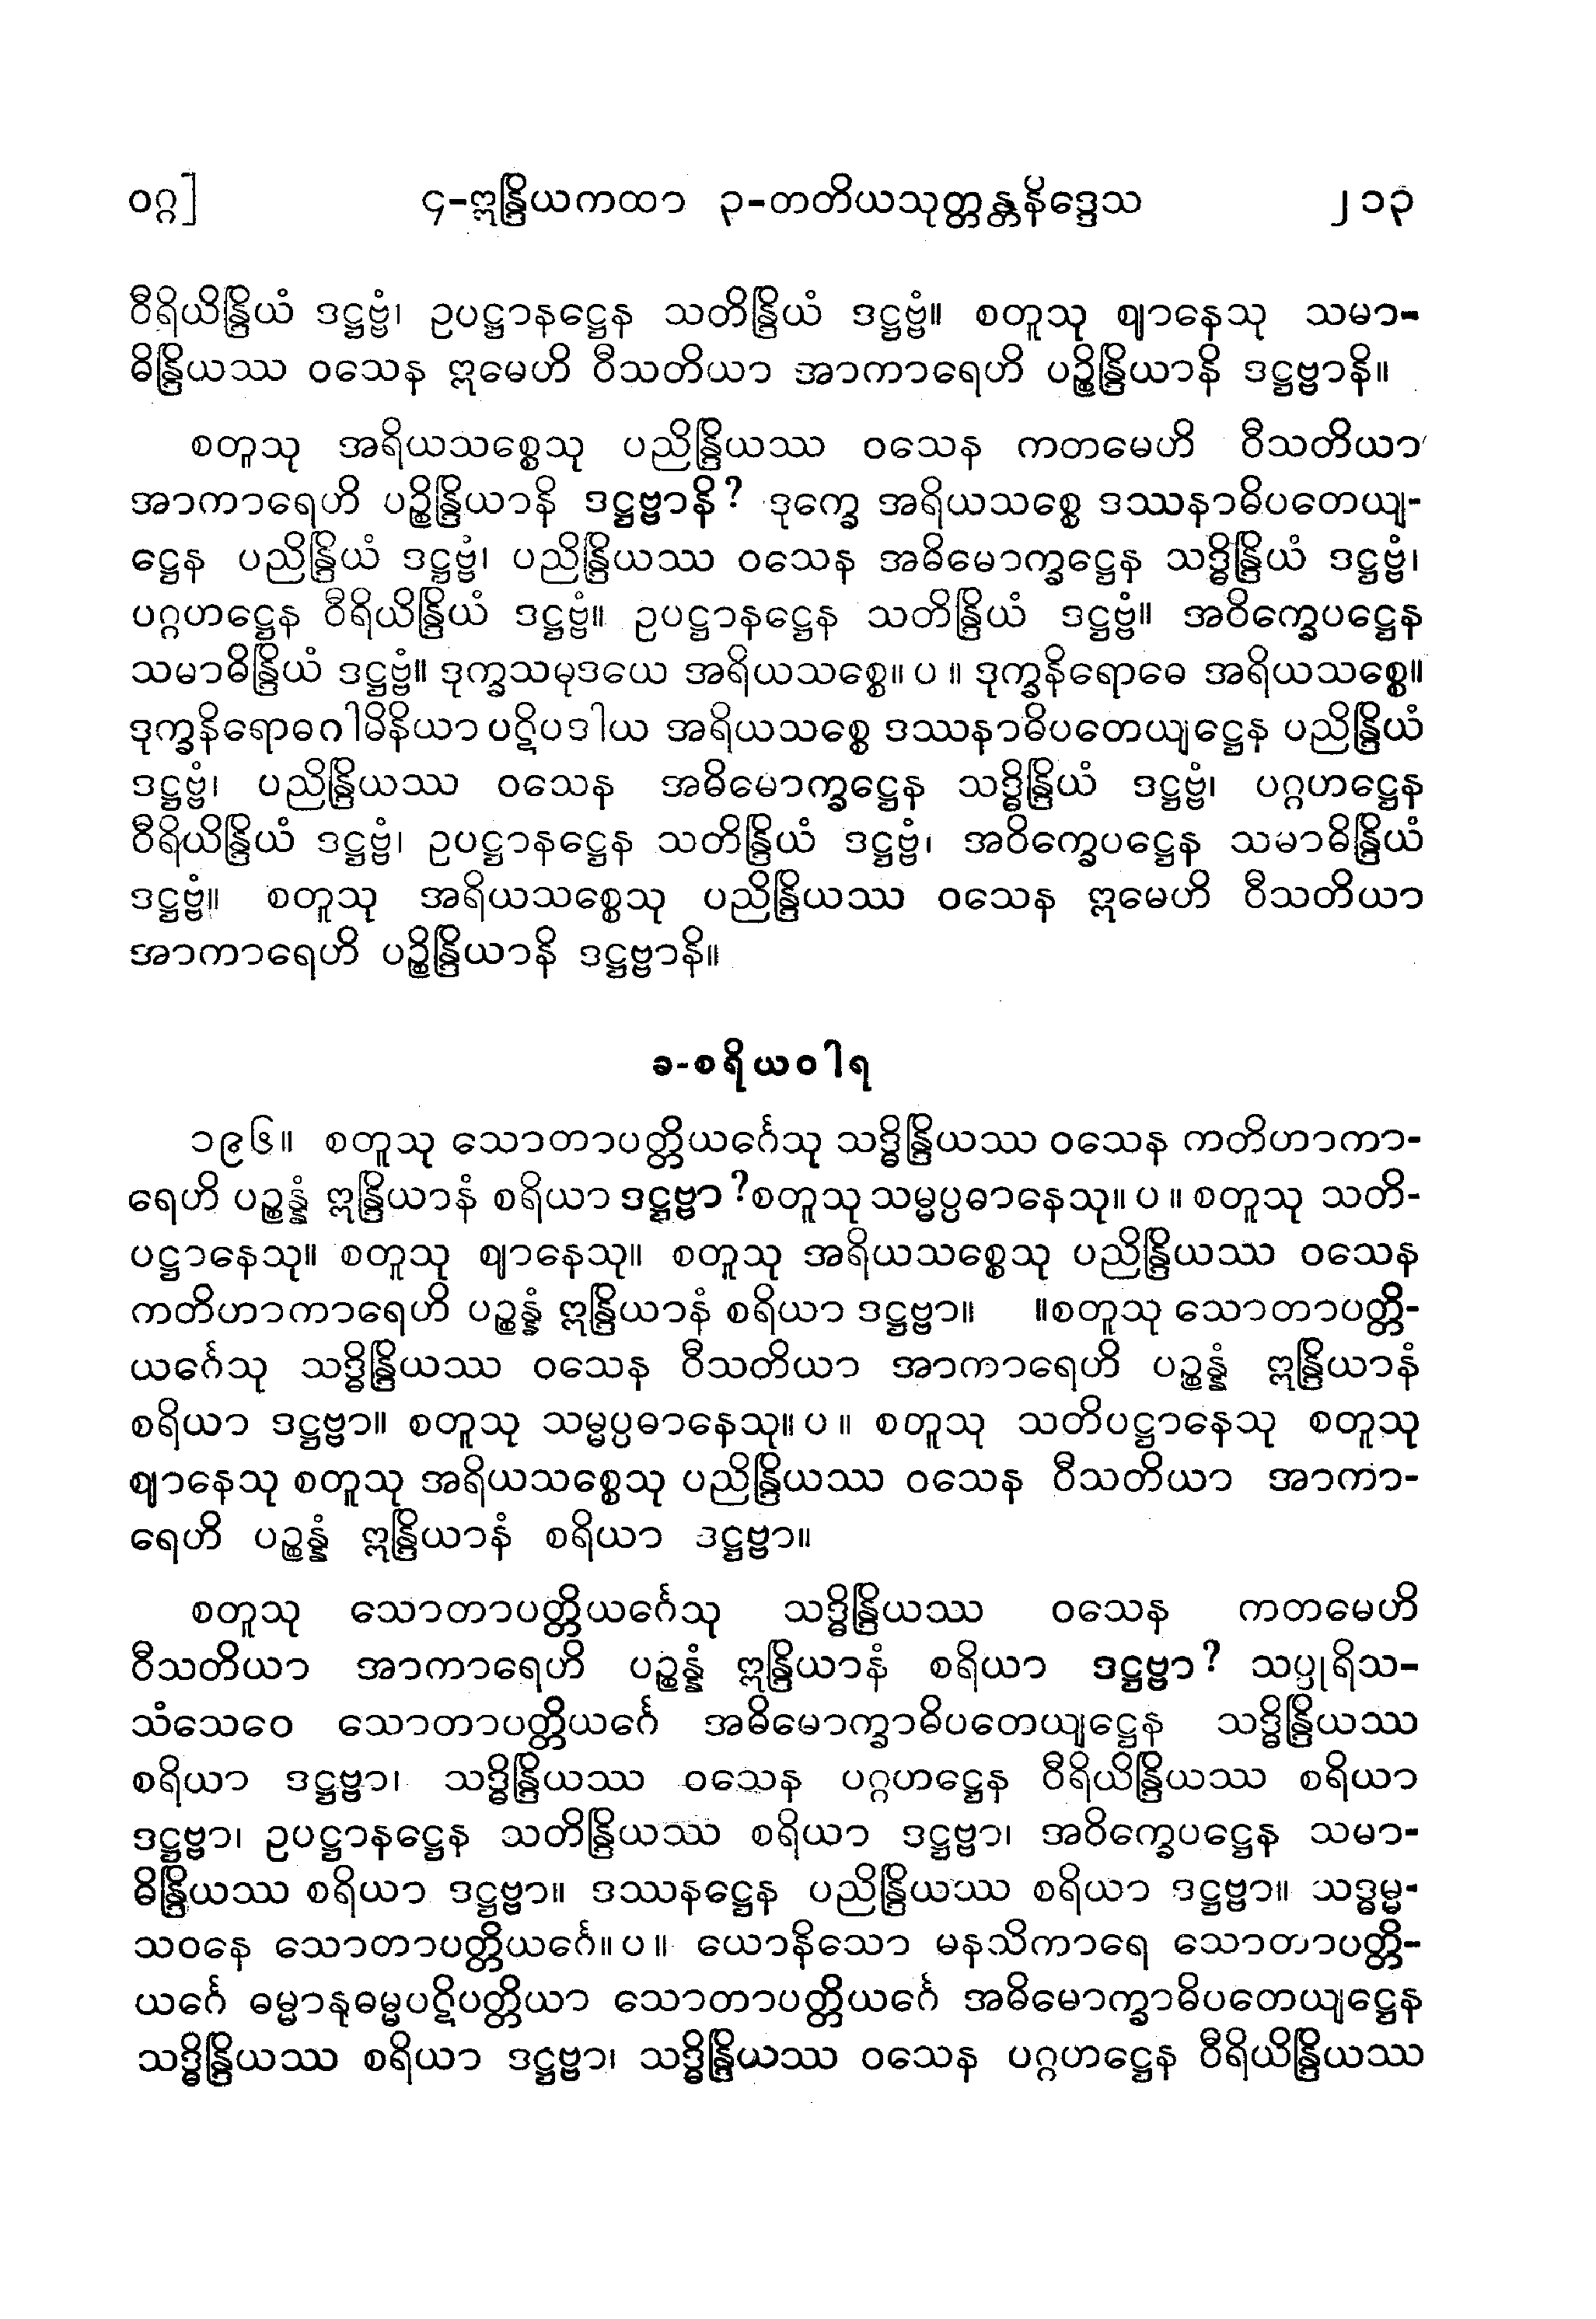 ဝဂ္ဂ] ၄-ဣန္ဒြိယကထာ ၃-တတိယသုတ္တန္တနိဒ္ဒေသ ၂၁၃
ဝီရိယိန္ဒြိယံ ဒဋ္ဌဗ္ဗံ၊ ဥပဋ္ဌာနဋ္ဌေန သတိန္ဒြိယံ ဒဋ္ဌဗ္ဗံ။ စတူသု ဈာနေသု သမာ-
ဓိန္ဒြိယဿ ဝသေန ဣမေဟိ ဝီသတိယာ အာကာရေဟိ ပဉ္စိန္ဒြိယာနိ ဒဋ္ဌဗ္ဗာနိ။
စတူသု အရိယသစ္စေသု ပညိန္ဒြိယဿ ဝသေန ကတမေဟိ ဝီသတိယာ
အာကာရေဟိ ပဉ္စိန္ဒြိယာနိ ဒဋ္ဌဗ္ဗာနိ? ဒုက္ခေ အရိယသစ္စေ ဒဿနာဓိပတေယျ-
ဋ္ဌေန ပညိန္ဒြိယံ ဒဋ္ဌဗ္ဗံ၊ ပညိန္ဒြိယဿ ဝသေန အဓိမောက္ခဋ္ဌေန သဒ္ဓိန္ဒြိယံ ဒဋ္ဌဗ္ဗံ၊
ပဂ္ဂဟဋ္ဌေန ဝီရိယိန္ဒြိယံ ဒဋ္ဌဗ္ဗံ။ ဥပဋ္ဌာနဋ္ဌေန သတိန္ဒြိယံ ဒဋ္ဌဗ္ဗံ။ အဝိက္ခေပဋ္ဌေန
သမာဓိန္ဒြိယံ ဒဋ္ဌဗ္ဗံ။ ဒုက္ခသမုဒယေ အရိယသစ္စေ။ ပ ။ ဒုက္ခနိရောဓေ အရိယသစ္စေ။
ဒုက္ခနိရောဓဂါမိနိယာ ပဋိပဒါယ အရိယသစ္စေ ဒဿနာဓိပတေယျဋ္ဌေန ပညိန္ဒြိယံ
ဒဋ္ဌဗ္ဗံ၊ ပညိန္ဒြိယဿ ဝသေန အဓိမောက္ခဋ္ဌေန သဒ္ဓိန္ဒြိယံ ဒဋ္ဌဗ္ဗံ၊ ပဂ္ဂဟဋ္ဌေန
ဝီရိယိန္ဒြိယံ ဒဋ္ဌဗ္ဗံ၊ ဥပဋ္ဌာနဋ္ဌေန သတိန္ဒြိယံ ဒဋ္ဌဗ္ဗံ၊ အဝိက္ခေပဋ္ဌေန သမာဓိန္ဒြိယံ
ဒဋ္ဌဗ္ဗံ။ စတူသု အရိယသစ္စေသု ပညိန္ဒြိယဿ ဝသေန ဣမေဟိ ဝီသတိယာ
အာကာရေဟိ ပဉ္စိန္ဒြိယာနိ ဒဋ္ဌဗ္ဗာနိ။
ခ-စရိယဝါရ
၁၉၆။ စတူသု သောတာပတ္တိယင်္ဂေသု သဒ္ဓိန္ဒြိယဿ ဝသေန ကတိဟာကာ-
ရေဟိ ပဉ္စန္နံ ဣန္ဒြိယာနံ စရိယာ ဒဋ္ဌဗ္ဗာ? စတူသု သမ္မပ္ပဓာနေသု။ ပ ။ စတူသု သတိ-
ပဋ္ဌာနေသု။ စတူသု ဈာနေသု။ စတူသု အရိယသစ္စေသု ပညိန္ဒြိယဿ ဝသေန
ကတိဟာကာရေဟိ ပဉ္စန္နံ ဣန္ဒြိယာနံ စရိယာ ဒဋ္ဌဗ္ဗာ။ ။စတူသု သောတာပတ္တိ-
ယင်္ဂေသု သဒ္ဓိန္ဒြိယဿ ဝသေန ဝီသတိယာ အာကာရေဟိ ပဉ္စန္နံ ဣန္ဒြိယာနံ
စရိယာ ဒဋ္ဌဗ္ဗာ။ စတူသု သမ္မပ္ပဓာနေသု။ ပ ။ စတူသု သတိပဋ္ဌာနေသု စတူသု
ဈာနေသု စတူသု အရိယသစ္စေသု ပညိန္ဒြိယဿ ဝသေန ဝီသတိယာ အာကာ-
ရေဟိ ပဉ္စန္နံ ဣန္ဒြိယာနံ စရိယာ ဒဋ္ဌဗ္ဗာ။
စတူသု သောတာပတ္တိယင်္ဂေသု သဒ္ဓိန္ဒြိယဿ ဝသေန ကတမေဟိ
ဝီသတိယာ အာကာရေဟိ ပဉ္စန္နံ ဣန္ဒြိယာနံ စရိယာ ဒဋ္ဌဗ္ဗာ? သပ္ပုရိသ-
သံသေဝေ သောတာပတ္တိယင်္ဂေ အဓိမောက္ခာဓိပတေယျဋ္ဌေန သဒ္ဓိန္ဒြိယဿ
စရိယာ ဒဋ္ဌဗ္ဗာ၊ သဒ္ဓိန္ဒြိယဿ ဝသေန ပဂ္ဂဟဋ္ဌေန ဝီရိယိန္ဒြိယဿ စရိယာ
ဒဋ္ဌဗ္ဗာ၊ ဥပဋ္ဌာနဋ္ဌေန သတိန္ဒြိယဿ စရိယာ ဒဋ္ဌဗ္ဗာ၊ အဝိက္ခေပဋ္ဌေန သမာ-
ဓိန္ဒြိယဿ စရိယာ ဒဋ္ဌဗ္ဗာ။ ဒဿနဋ္ဌေန ပညိန္ဒြိယဿ စရိယာ ဒဋ္ဌဗ္ဗာ။ သဒ္ဓမ္မ-
သဝနေ သောတာပတ္တိယင်္ဂေ။ ပ ။ ယောနိသော မနသိကာရေ သောတာပတ္တိ-
ယင်္ဂေ ဓမ္မာနုဓမ္မပဋိပတ္တိယာ သောတာပတ္တိယင်္ဂေ အဓိမောက္ခာဓိပတေယျဋ္ဌေန
သဒ္ဓိန္ဒြိယဿ စရိယာ ဒဋ္ဌဗ္ဗာ၊ သဒ္ဓိန္ဒြိယဿ ဝသေန ပဂ္ဂဟဋ္ဌေန ဝီရိယိန္ဒြိယဿ